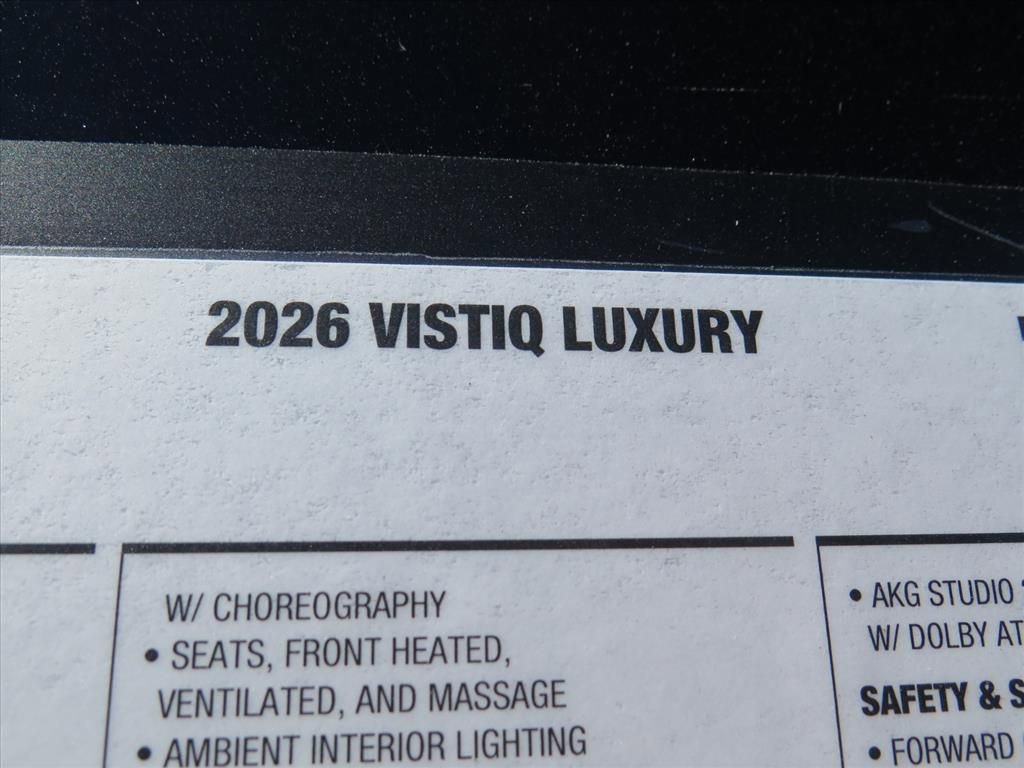 2026 VISTIQ LUXURY
W/ CHOREOGRAPHY
• SEATS, FRONT HEATED,
VENTILATED, AND MASSAGE
• AMBIENT INTERIOR LIGHTING
• AKG STUDIO
W/ DOLBY
SAFETY &
• FORWARD